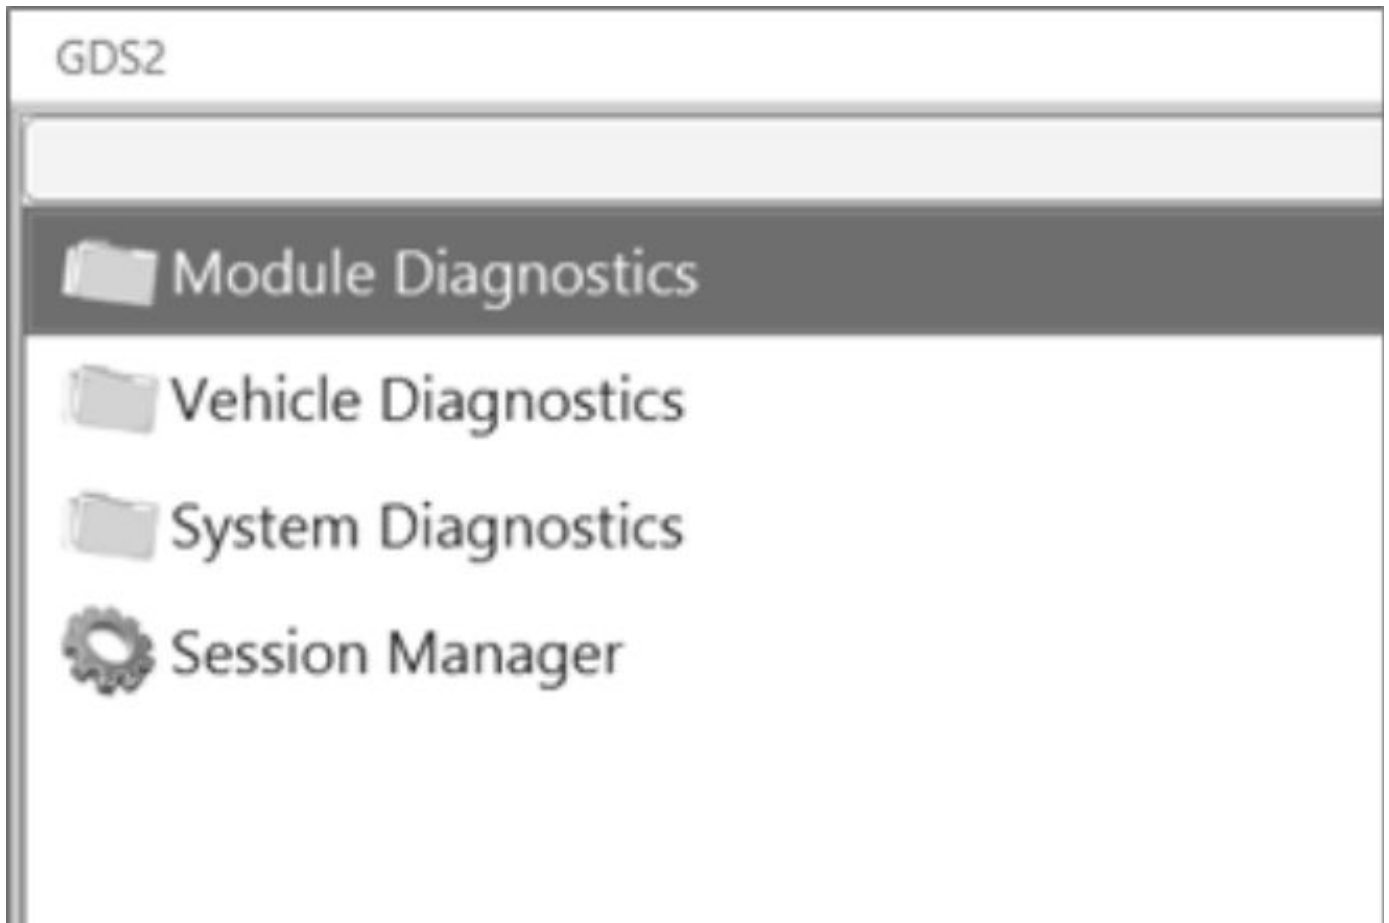 GDS2
Module Diagnostics
Vehicle Diagnostics
System Diagnostics
Session Manager